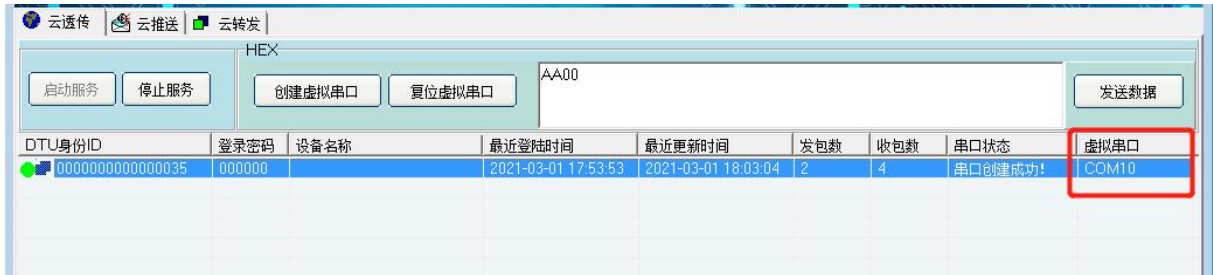 云透传 云推送 云转发
HEX
启动服务 停止服务 创建虚拟串口 复位虚拟串口 AA00 发送数据
DTU身份ID 登录密码 设备名称 最近登陆时间 最近更新时间 发包数 收包数 串口状态 虚拟串口
0000000000000035 000000 2021-03-01 17:53:53 2021-03-01 18:03:04 2 4 串口创建成功! COM10